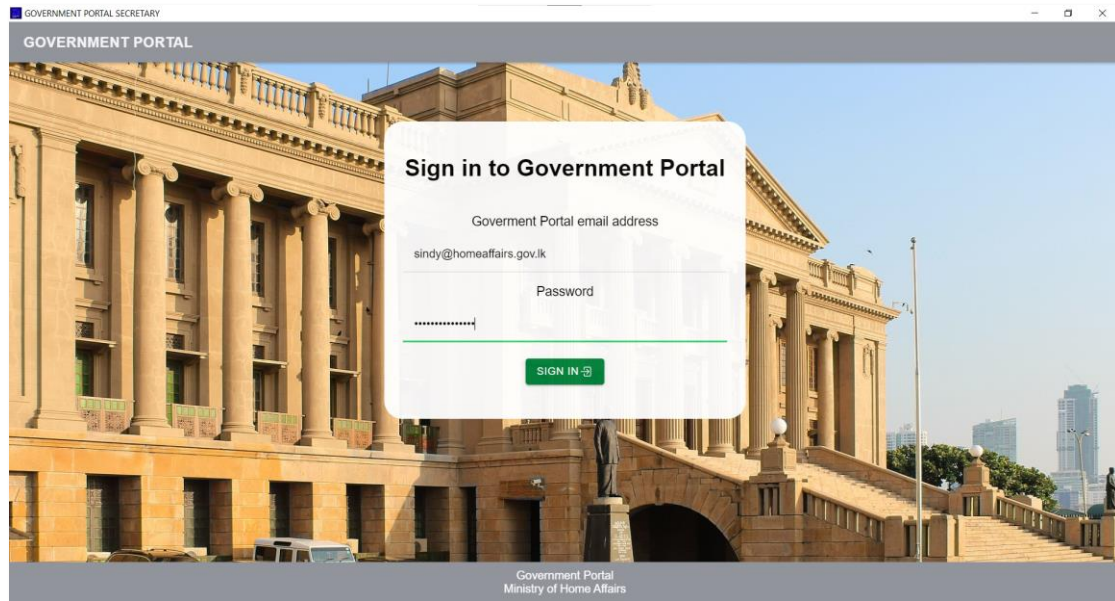 GOVERNMENT PORTAL SECRETARY
GOVERNMENT PORTAL
Sign in to Government Portal
Goverment Portal email address
sindy@homeaffairs.gov.lk
Password
SIGN IN
Government Portal
Ministry of Home Affairs